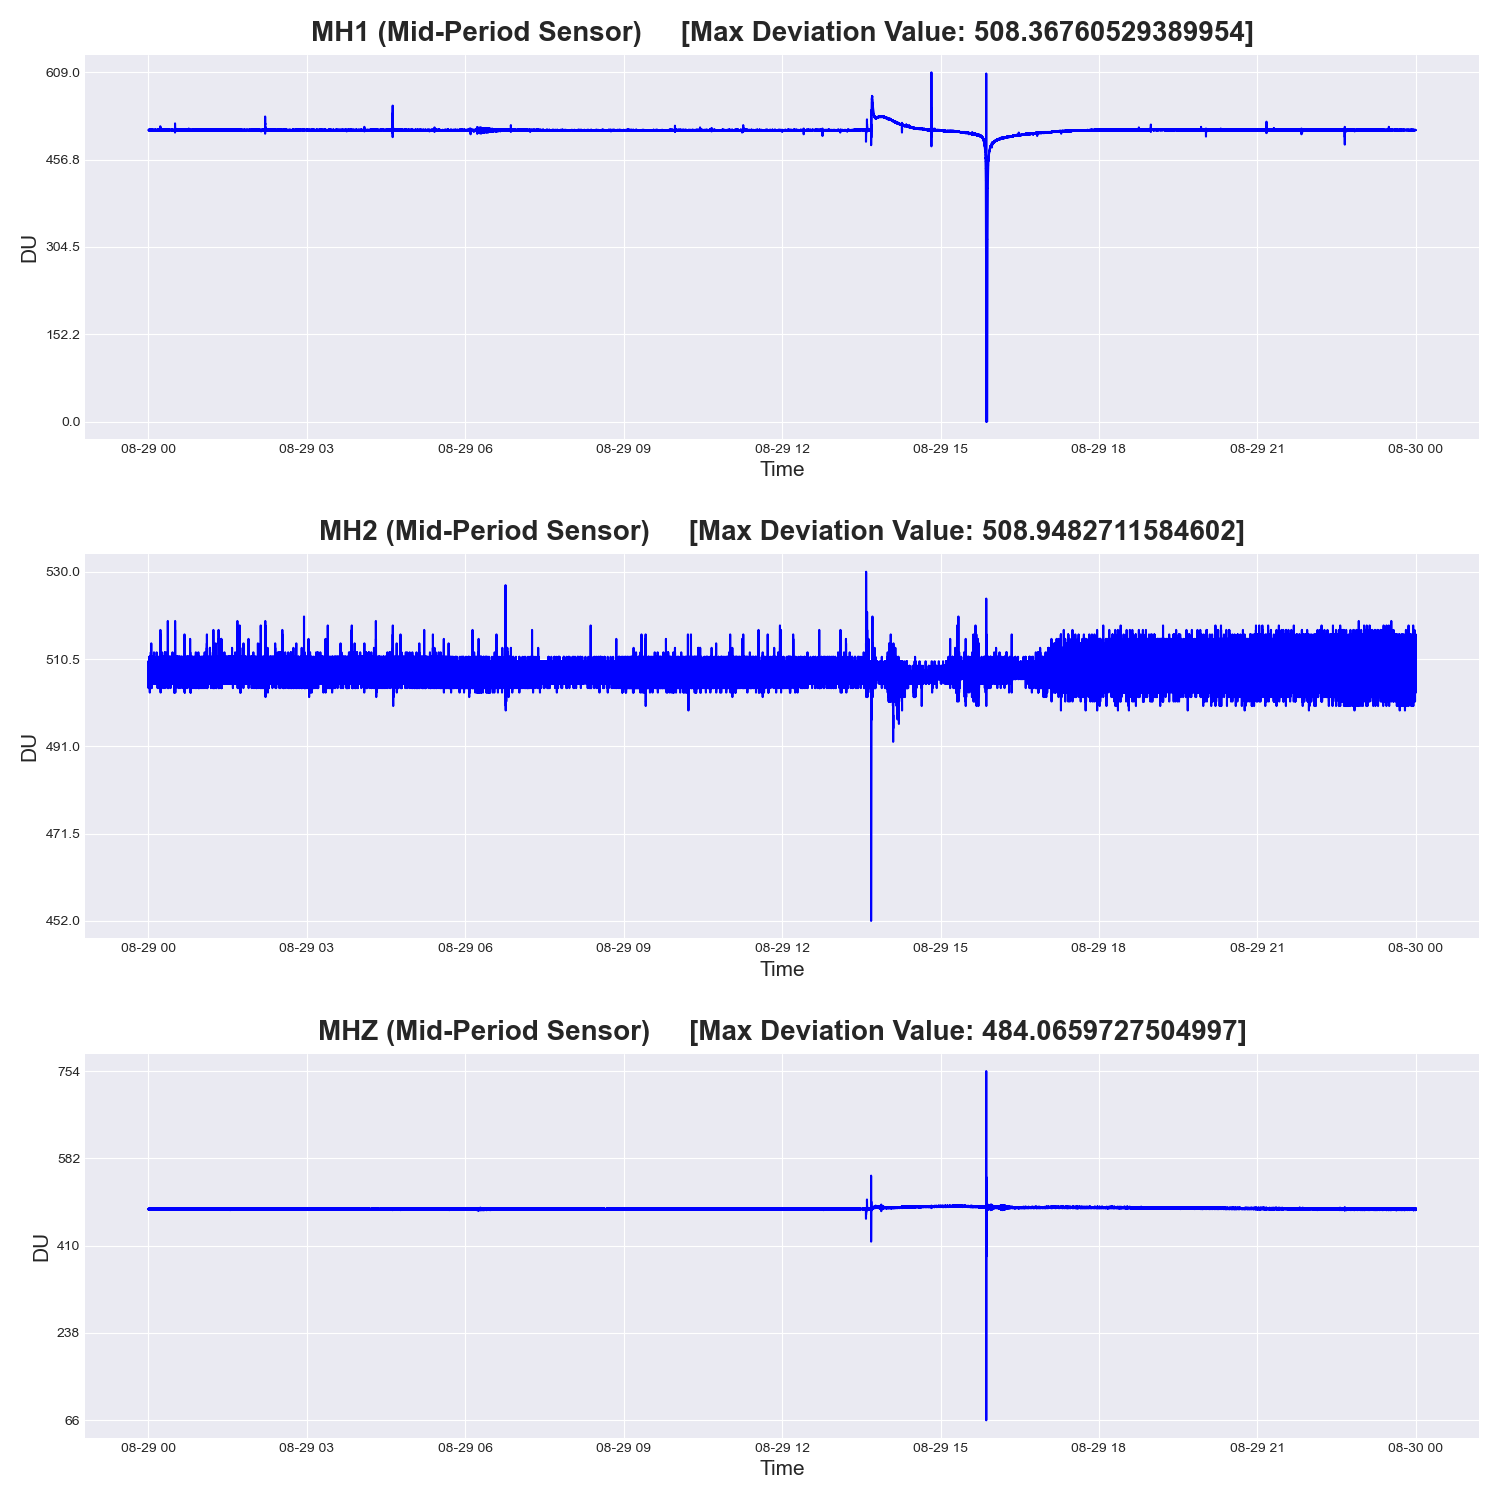 MH1 (Mid-Period Sensor) [Max Deviation Value: 508.36760529389954]
609.0
456.8
304.5
152.2
0.0
DU
08-29 00 08-29 03 08-29 06 08-29 09 08-29 12 08-29 15 08-29 18 08-29 21 08-30 00
Time
MH2 (Mid-Period Sensor) [Max Deviation Value: 508.9482711584602]
530.0
510.5
491.0
471.5
452.0
DU
08-29 00 08-29 03 08-29 06 08-29 09 08-29 12 08-29 15 08-29 18 08-29 21 08-30 00
Time
MHZ (Mid-Period Sensor) [Max Deviation Value: 484.0659727504997]
754
582
410
238
66
DU
08-29 00 08-29 03 08-29 06 08-29 09 08-29 12 08-29 15 08-29 18 08-29 21 08-30 00
Time